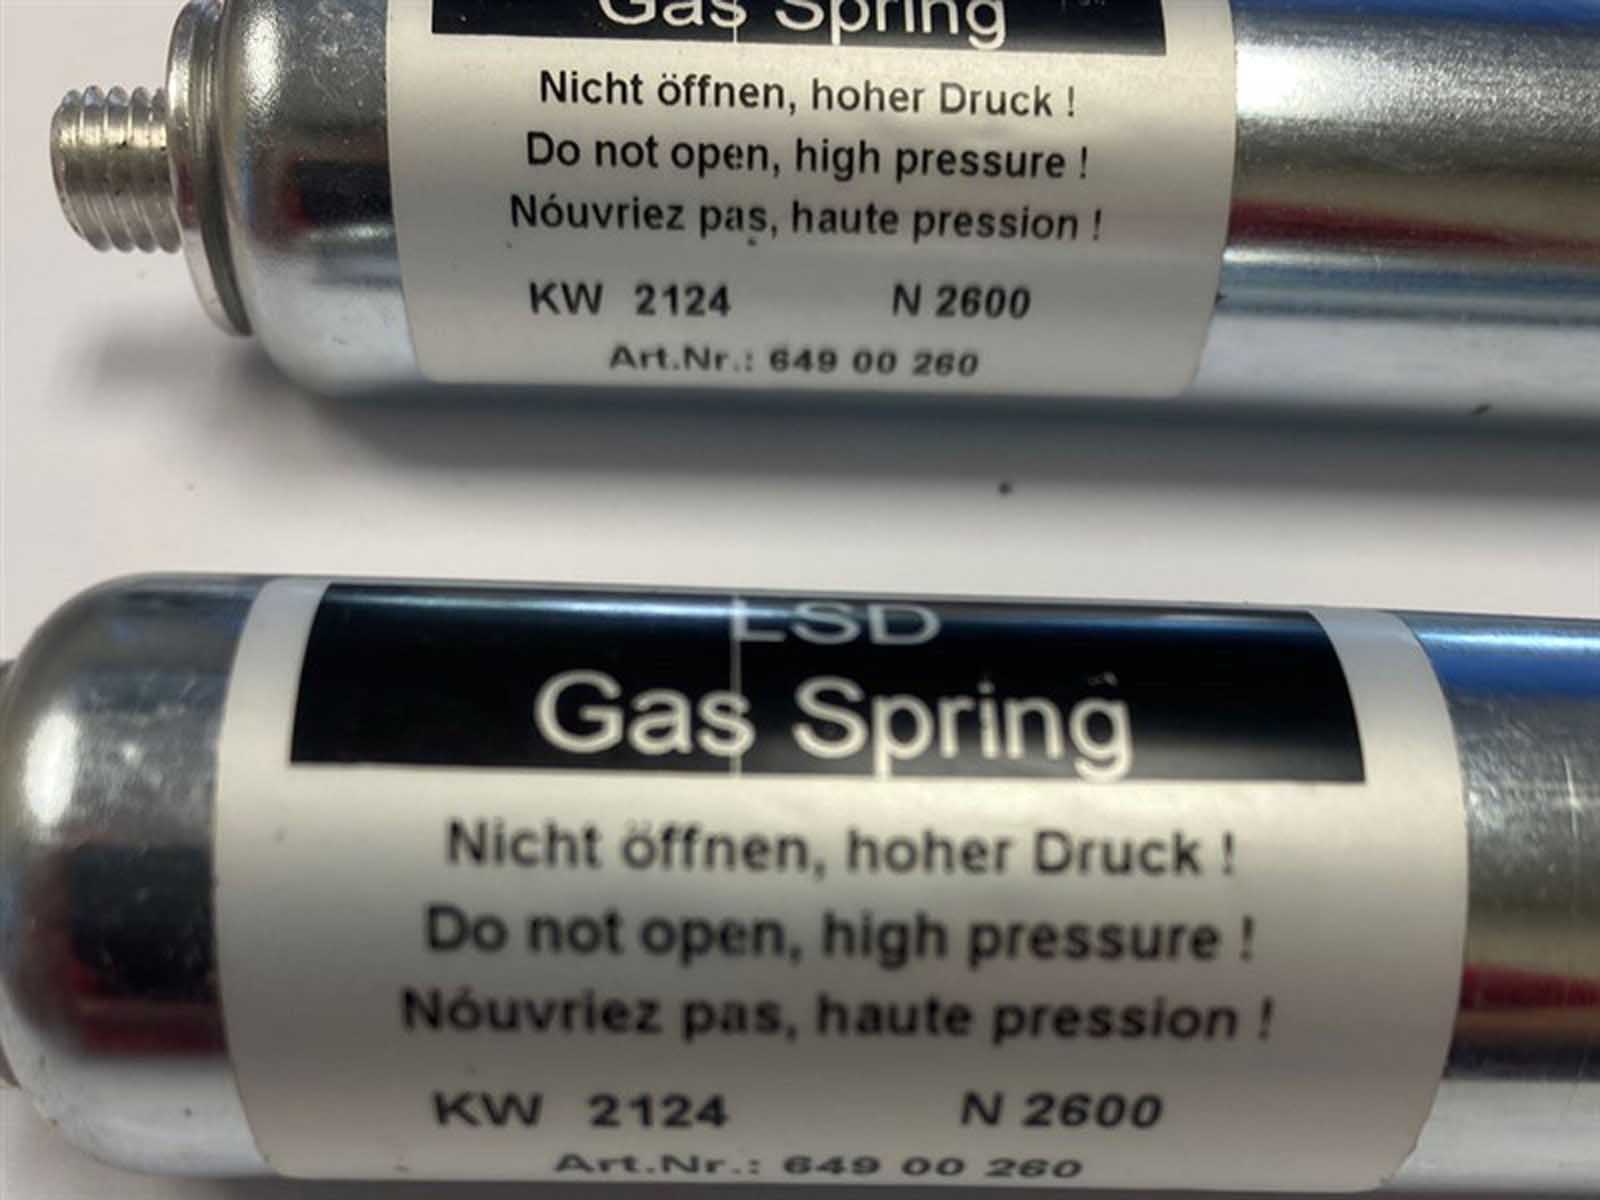 Gas Spring
Nicht öffnen, hoher Druck !
Do not open, high pressure !
Nóuvriez pas, haute pression !
KW 2124 N 2600
Art.Nr.: 649 00 260
LSD
Gas Spring
Nicht öffnen, hoher Druck !
Do not open, high pressure !
Nóuvriez pas, haute pression !
KW 2124 N 2600
Art.Nr.: 649 00 260